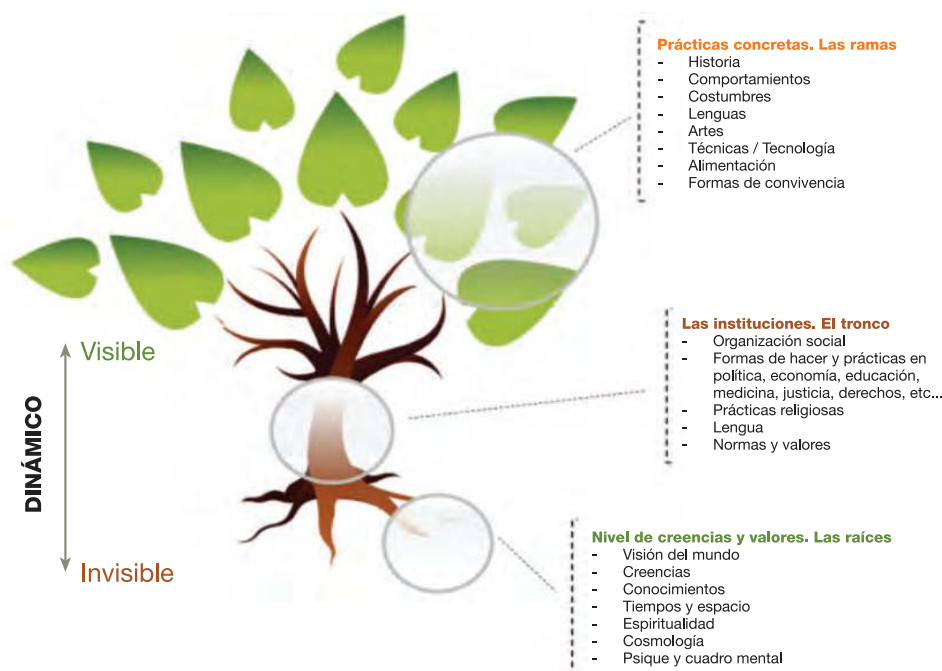 Prácticas concretas. Las ramas
- Historia
- Comportamientos
- Costumbres
- Lenguas
- Artes
- Técnicas / Tecnología
- Alimentación
- Formas de convivencia
Las instituciones. El tronco
- Organización social
- Formas de hacer y prácticas en
política, economía, educación,
medicina, justicia, derechos, etc...
- Prácticas religiosas
- Lengua
- Normas y valores
Visible
DINÁMICO
Invisible
Nivel de creencias y valores. Las raíces
- Visión del mundo
- Creencias
- Conocimientos
- Tiempos y espacio
- Espiritualidad
- Cosmología
- Psique y cuadro mental